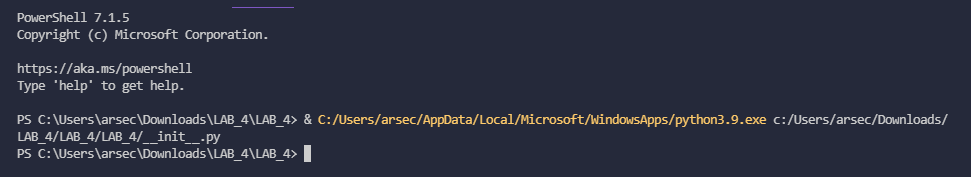 PowerShell 7.1.5
Copyright (c) Microsoft Corporation.
https://aka.ms/powershell
Type 'help' to get help.
PS C:\Users\arsec\Downloads\LAB_4\LAB_4> & C:/Users/arsec/AppData/Local/Microsoft/WindowsApps/python3.9.exe c:/Users/arsec/Downloads/
LAB_4/LAB_4/LAB_4/__init__.py
PS C:\Users\arsec\Downloads\LAB_4\LAB_4>